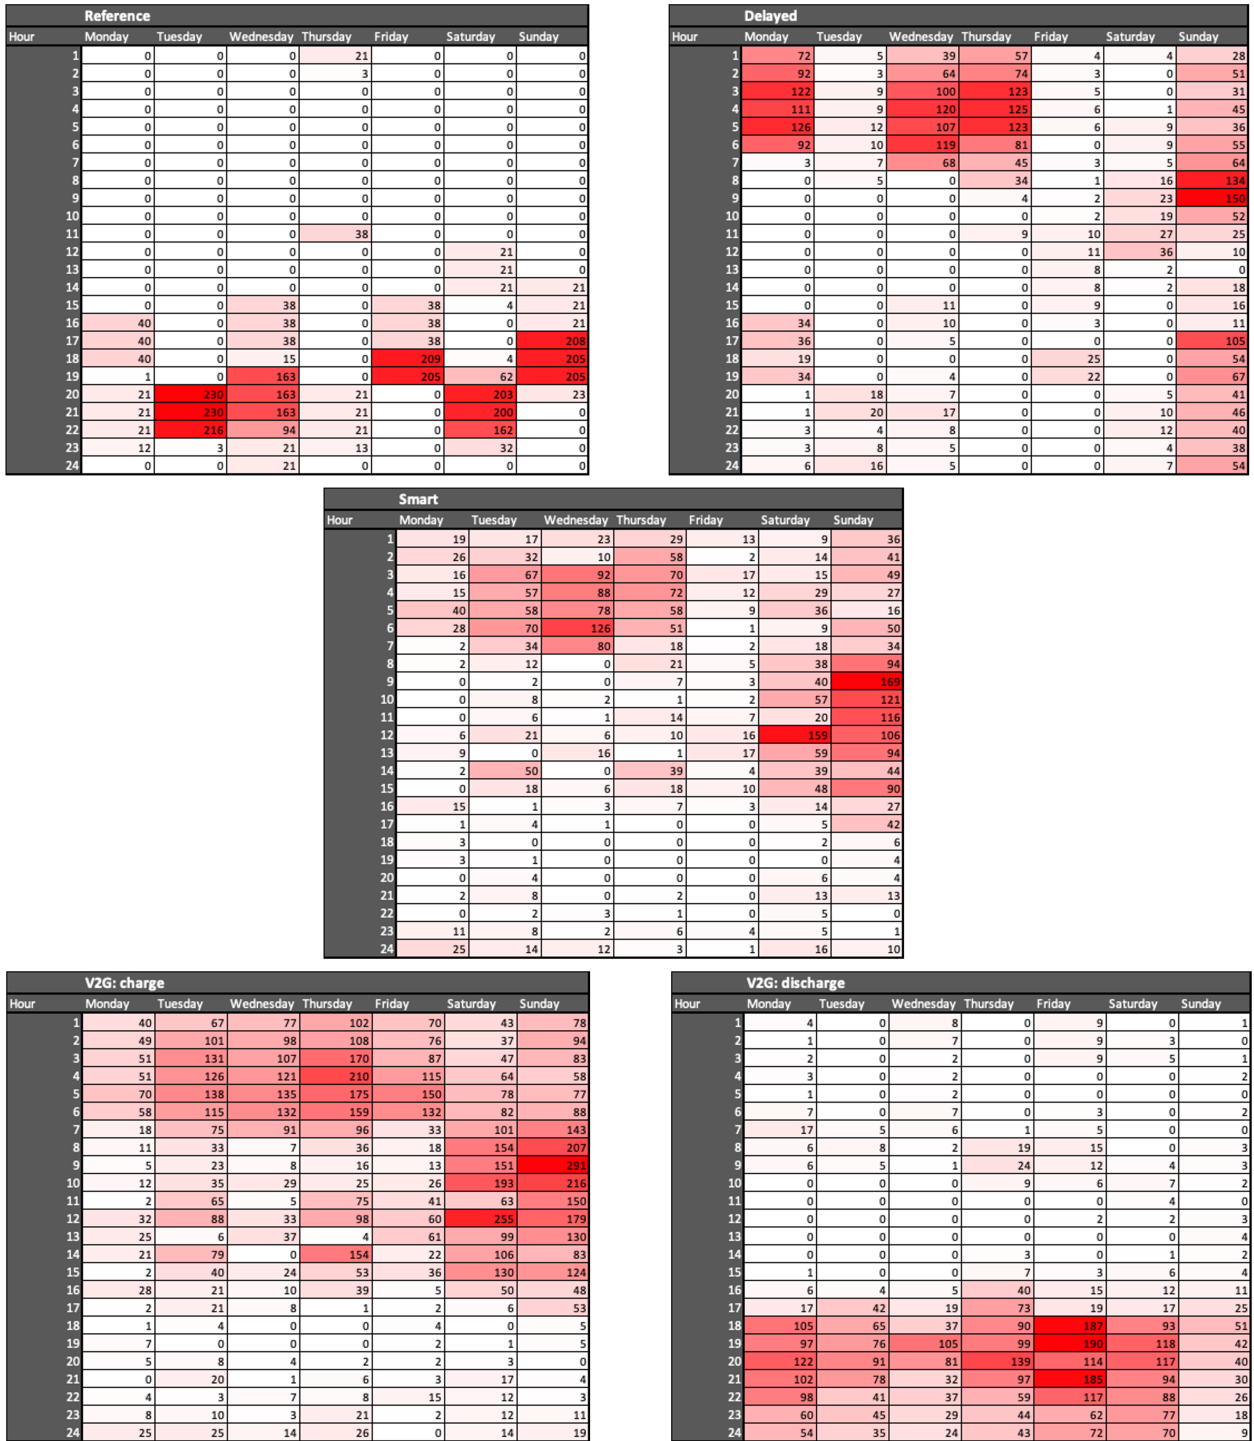 Reference
Hour Monday Tuesday Wednesday Thursday Friday Saturday Sunday
1 0 0 0 21 0 0 0
2 0 0 0 3 0 0 0
3 0 0 0 0 0 0 0
4 0 0 0 0 0 0 0
5 0 0 0 0 0 0 0
6 0 0 0 0 0 0 0
7 0 0 0 0 0 0 0
8 0 0 0 0 0 0 0
9 0 0 0 0 0 0 0
10 0 0 0 0 0 0 0
11 0 0 0 38 0 0 0
12 0 0 0 0 0 21 0
13 0 0 0 0 0 21 0
14 0 0 0 0 0 21 21
15 0 0 38 0 38 4 21
16 40 0 38 0 38 0 21
17 40 0 38 0 38 0 208
18 40 0 15 0 209 4 205
19 1 0 163 0 205 62 205
20 21 230 163 21 0 203 23
21 21 230 163 21 0 200 0
22 21 216 94 21 0 162 0
23 12 3 21 13 0 32 0
24 0 0 21 0 0 0 0
Delayed
Hour Monday Tuesday Wednesday Thursday Friday Saturday Sunday
1 72 5 39 57 4 4 28
2 92 3 64 74 3 0 51
3 122 9 100 123 5 0 31
4 111 9 120 125 6 1 45
5 126 12 107 123 6 9 36
6 92 10 119 81 0 9 55
7 3 7 68 45 3 5 64
8 0 5 0 34 1 16 134
9 0 0 0 4 2 23 150
10 0 0 0 0 2 19 52
11 0 0 0 9 10 27 25
12 0 0 0 0 11 36 10
13 0 0 0 0 8 2 0
14 0 0 0 0 8 2 18
15 0 0 11 0 9 0 16
16 34 0 10 0 3 0 11
17 36 0 5 0 0 0 105
18 19 0 0 0 25 0 54
19 34 0 4 0 22 0 67
20 1 18 7 0 0 5 41
21 1 20 17 0 0 10 46
22 3 4 8 0 0 12 40
23 3 8 5 0 0 4 38
24 6 16 5 0 0 7 54
Smart
Hour Monday Tuesday Wednesday Thursday Friday Saturday Sunday
1 19 17 23 29 13 9 36
2 26 32 10 58 2 14 41
3 16 67 92 70 17 15 49
4 15 57 88 72 12 29 27
5 40 58 78 58 9 36 16
6 28 70 126 51 1 9 50
7 2 34 80 18 2 18 34
8 2 12 0 21 5 38 94
9 0 2 0 7 3 40 169
10 0 8 2 1 2 57 121
11 0 6 1 14 7 20 116
12 6 21 6 10 16 159 106
13 9 0 16 1 17 59 94
14 2 50 0 39 4 39 44
15 0 18 6 18 10 48 90
16 15 1 3 7 3 14 27
17 1 4 1 0 0 5 42
18 3 0 0 0 0 2 6
19 3 1 0 0 0 0 4
20 0 4 0 0 0 6 4
21 2 8 0 2 0 13 13
22 0 2 3 1 0 5 0
23 11 8 2 6 4 5 1
24 25 14 12 3 1 16 10
V2G: charge
Hour Monday Tuesday Wednesday Thursday Friday Saturday Sunday
1 40 67 77 102 70 43 78
2 49 101 98 108 76 37 94
3 51 131 107 170 87 47 83
4 51 126 121 210 115 64 58
5 70 138 135 175 150 78 77
6 58 115 132 159 132 82 88
7 18 75 91 96 33 101 143
8 11 33 7 36 18 154 207
9 5 23 8 16 13 151 291
10 12 35 29 25 26 193 216
11 2 65 5 75 41 63 150
12 32 88 33 98 60 255 179
13 25 6 37 4 61 99 130
14 21 79 0 154 22 106 83
15 2 40 24 53 36 130 124
16 28 21 10 39 5 50 48
17 2 21 8 1 2 6 53
18 1 4 0 0 4 0 5
19 7 0 0 0 2 1 5
20 5 8 4 2 2 3 0
21 0 20 1 6 3 17 4
22 4 3 7 8 15 12 3
23 8 10 3 21 2 12 11
24 25 25 14 26 0 14 19
V2G: discharge
Hour Monday Tuesday Wednesday Thursday Friday Saturday Sunday
1 4 0 8 0 9 0 1
2 1 0 7 0 9 3 0
3 2 0 2 0 9 5 1
4 3 0 2 0 0 0 2
5 1 0 2 0 0 0 0
6 7 0 7 0 3 0 2
7 17 5 6 1 5 0 0
8 6 8 2 19 15 0 3
9 6 5 1 24 12 4 3
10 0 0 0 9 6 7 2
11 0 0 0 0 0 4 0
12 0 0 0 0 2 2 3
13 0 0 0 0 0 0 4
14 0 0 0 3 0 1 2
15 1 0 0 7 3 6 4
16 6 4 5 40 15 12 11
17 17 42 19 73 19 17 25
18 105 65 37 90 187 93 51
19 97 76 105 99 190 118 42
20 122 91 81 139 114 117 40
21 102 78 32 97 185 94 30
22 98 41 37 59 117 88 26
23 60 45 29 44 62 77 18
24 54 35 24 43 72 70 9